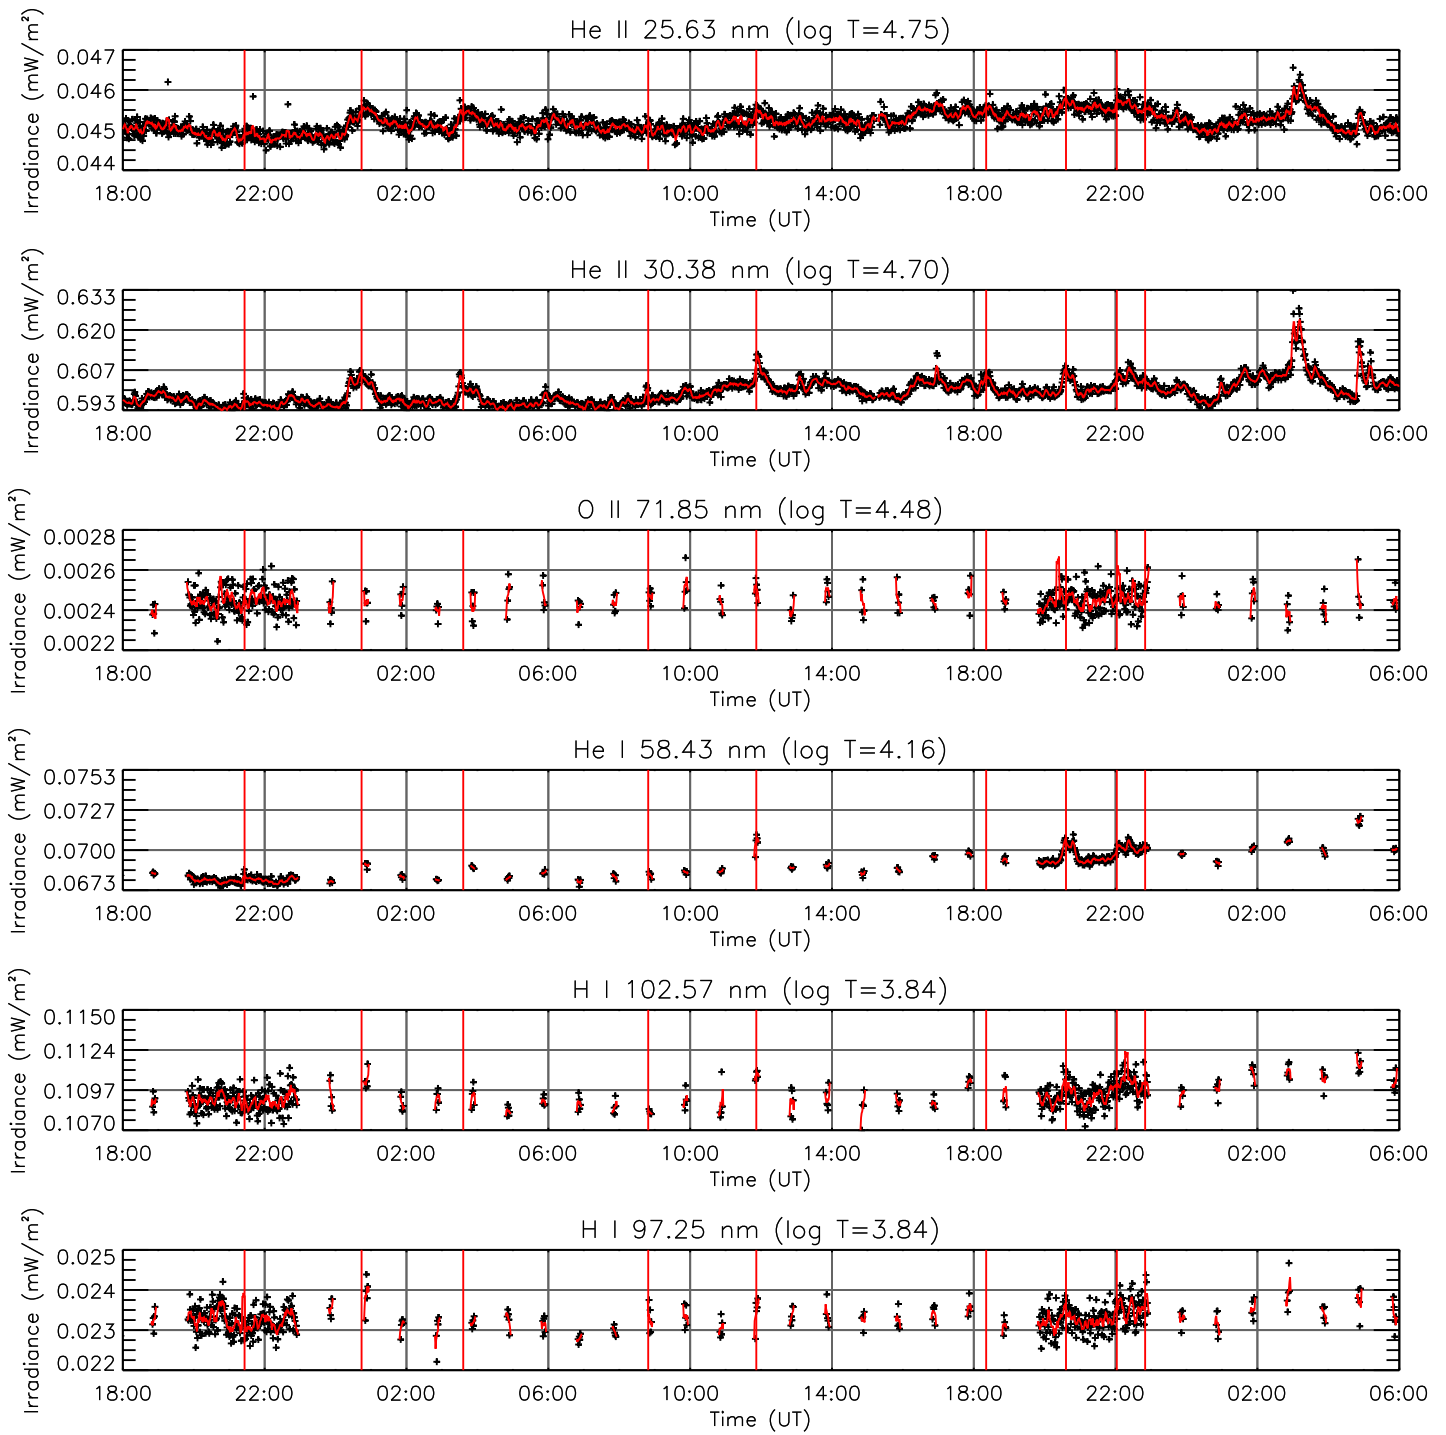 He II 25.63 nm (log T=4.75)
Irradiance (mW/m²)
0.047
0.046
0.045
0.044
18:00 22:00 02:00 06:00 10:00 14:00 18:00 22:00 02:00 06:00
Time (UT)
He II 30.38 nm (log T=4.70)
Irradiance (mW/m²)
0.633
0.620
0.607
0.593
18:00 22:00 02:00 06:00 10:00 14:00 18:00 22:00 02:00 06:00
Time (UT)
O II 71.85 nm (log T=4.48)
Irradiance (mW/m²)
0.0028
0.0026
0.0024
0.0022
18:00 22:00 02:00 06:00 10:00 14:00 18:00 22:00 02:00 06:00
Time (UT)
He I 58.43 nm (log T=4.16)
Irradiance (mW/m²)
0.0753
0.0727
0.0700
0.0673
18:00 22:00 02:00 06:00 10:00 14:00 18:00 22:00 02:00 06:00
Time (UT)
H I 102.57 nm (log T=3.84)
Irradiance (mW/m²)
0.1150
0.1124
0.1097
0.1070
18:00 22:00 02:00 06:00 10:00 14:00 18:00 22:00 02:00 06:00
Time (UT)
H I 97.25 nm (log T=3.84)
Irradiance (mW/m²)
0.025
0.024
0.023
0.022
18:00 22:00 02:00 06:00 10:00 14:00 18:00 22:00 02:00 06:00
Time (UT)